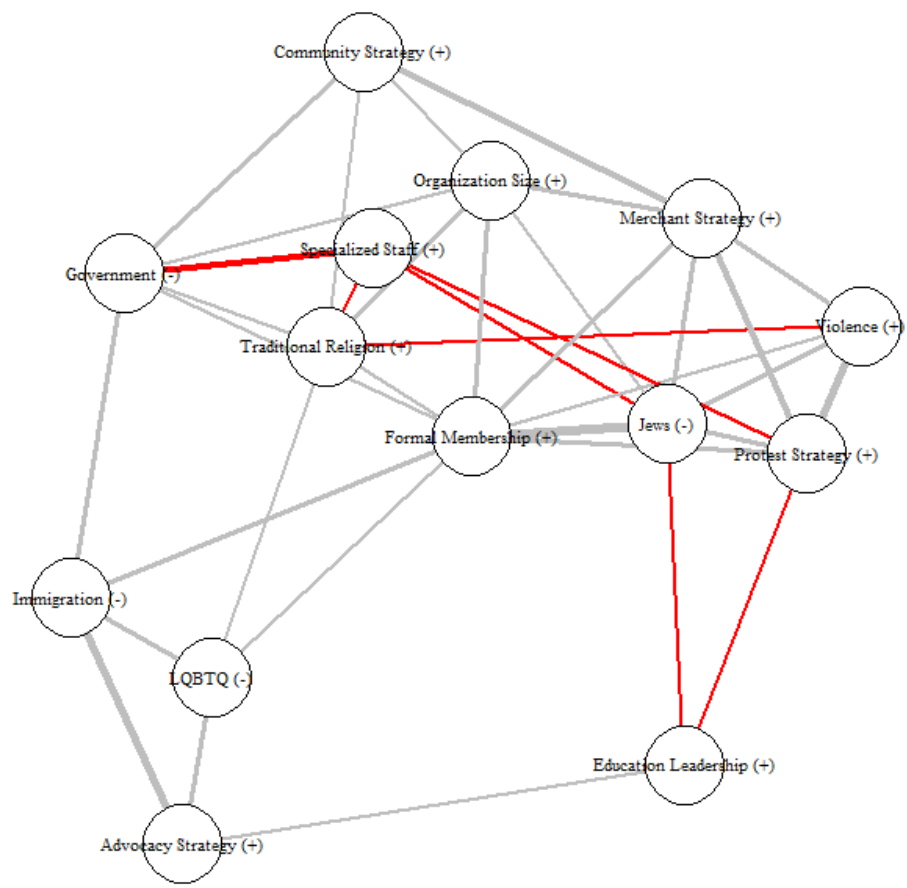 Community Strategy (+)
Organization Size (+)
Merchant Strategy (+)
Specialized Staff (+)
Government (-)
Violence (+)
Traditional Religion (+)
Jews (-)
Formal Membership (+)
Protest Strategy (+)
Immigration (-)
LQBTQ (-)
Education Leadership (+)
Advocacy Strategy (+)